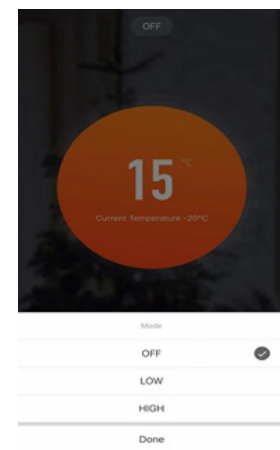 OFF
15 °C
Current Temperature -20°C
Mode
OFF
LOW
HIGH
Done